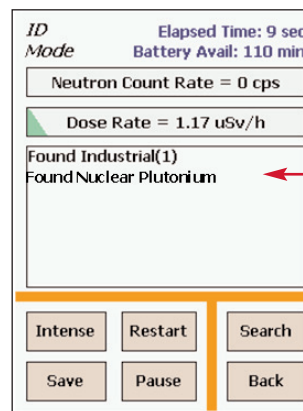 ID
Mode
Elapsed Time: 9 sec
Battery Avail: 110 min
Neutron Count Rate = 0 cps
Dose Rate = 1.17 uSv/h
Found Industrial(1)
Found Nuclear Plutonium
Intense
Restart
Search
Save
Pause
Back